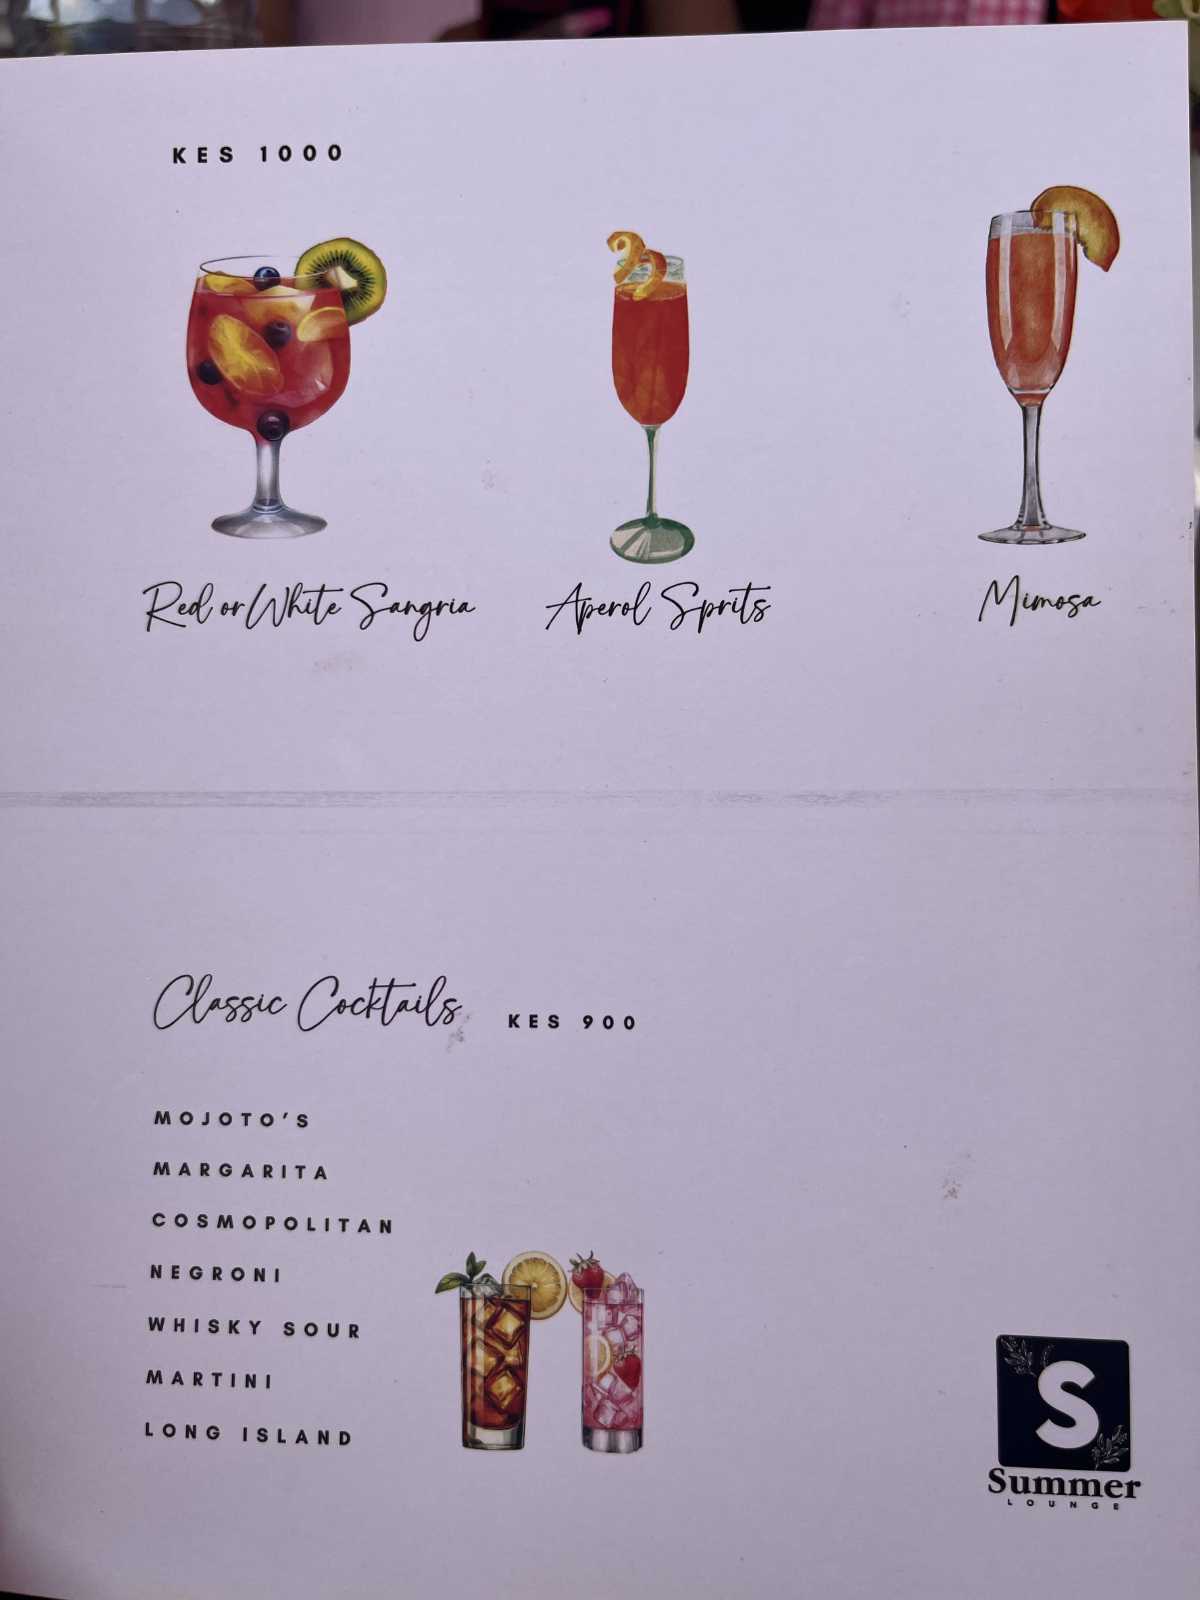 KES 1000
Red or White Sangria
Aperol Sprits
Mimosa
Classic Cocktails KES 900
MOJOTO'S
MARGARITA
COSMOPOLITAN
NEGRONI
WHISKY SOUR
MARTINI
LONG ISLAND
S
Summer
LOUNGE